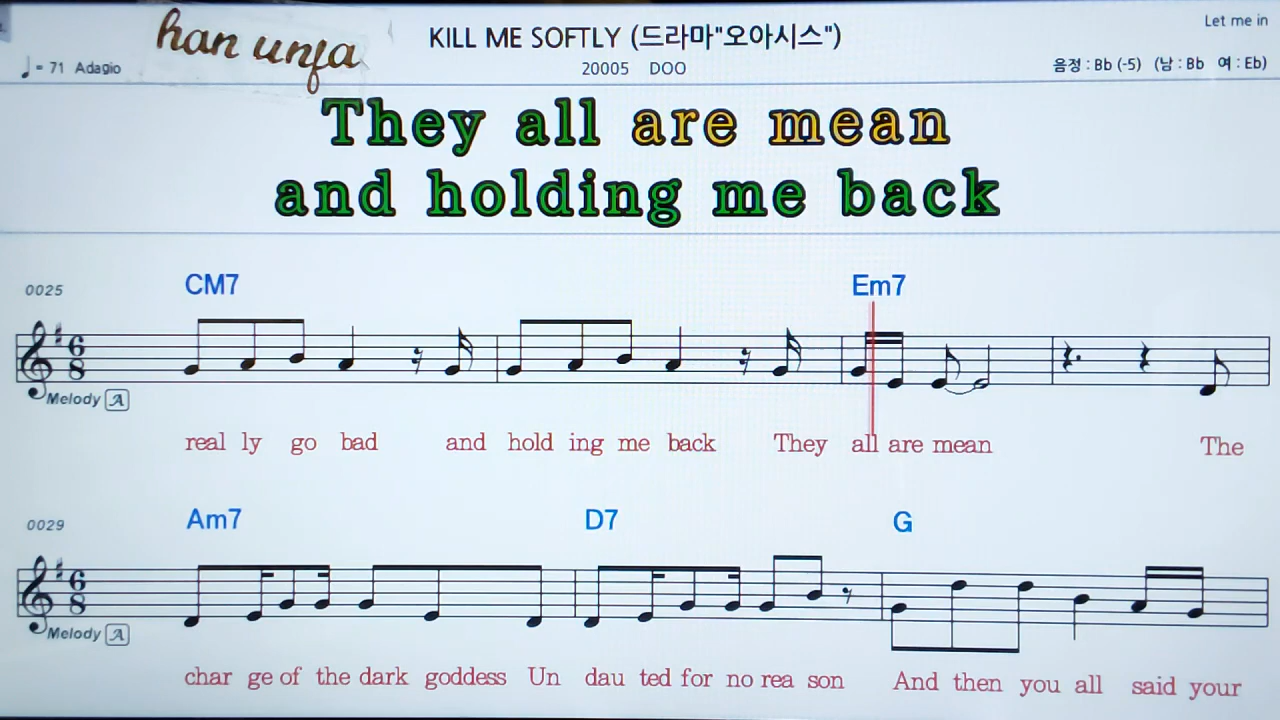 han unja
KILL ME SOFTLY (드라마"오아시스")
Let me in
♩ = 71 Adagio
20005 DOO
음정 : Bb (-5) (남 : Bb 여 : Eb)
They all are mean
and holding me back
0025
CM7 Em7
6 8
Melody A
real ly go bad and hold ing me back They all are mean The
0029
Am7 D7 G
6 8
Melody A
char ge of the dark goddess Un dau ted for no rea son And then you all said your